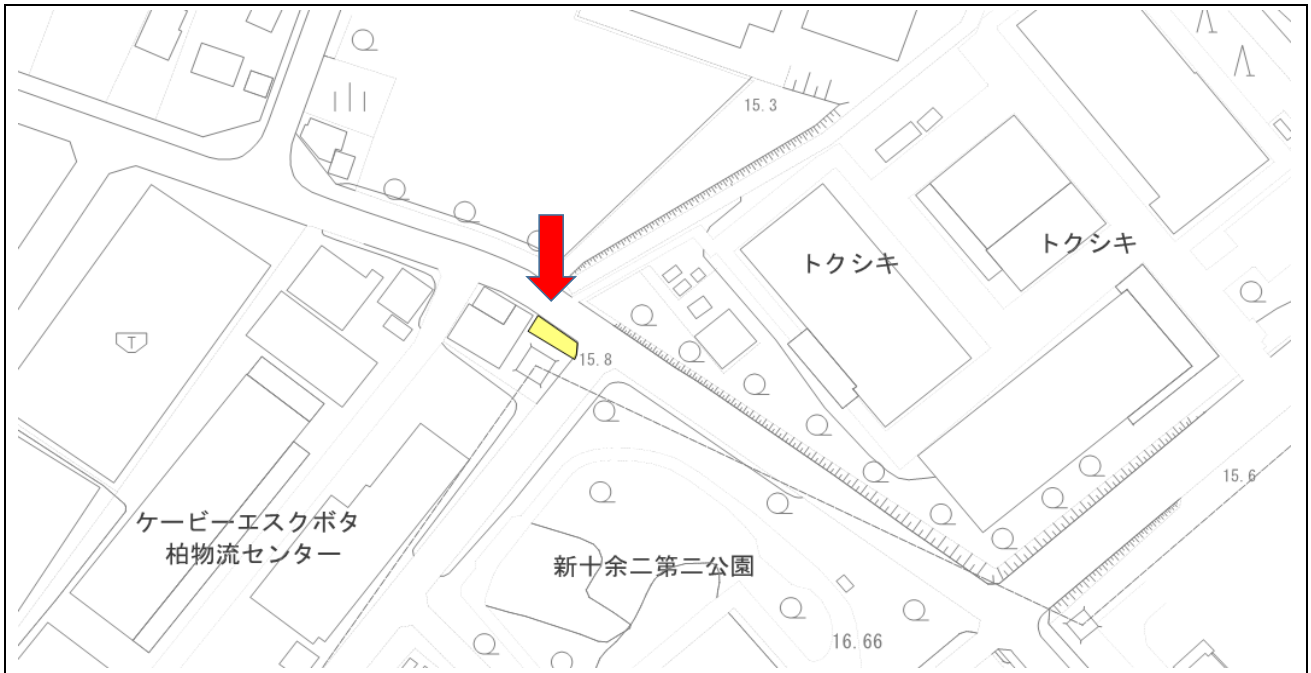 15.3
トクシキ
トクシキ
T
15.8
15.6
ケービーエスクボタ
柏物流センター
新十余二第二公園
16.66